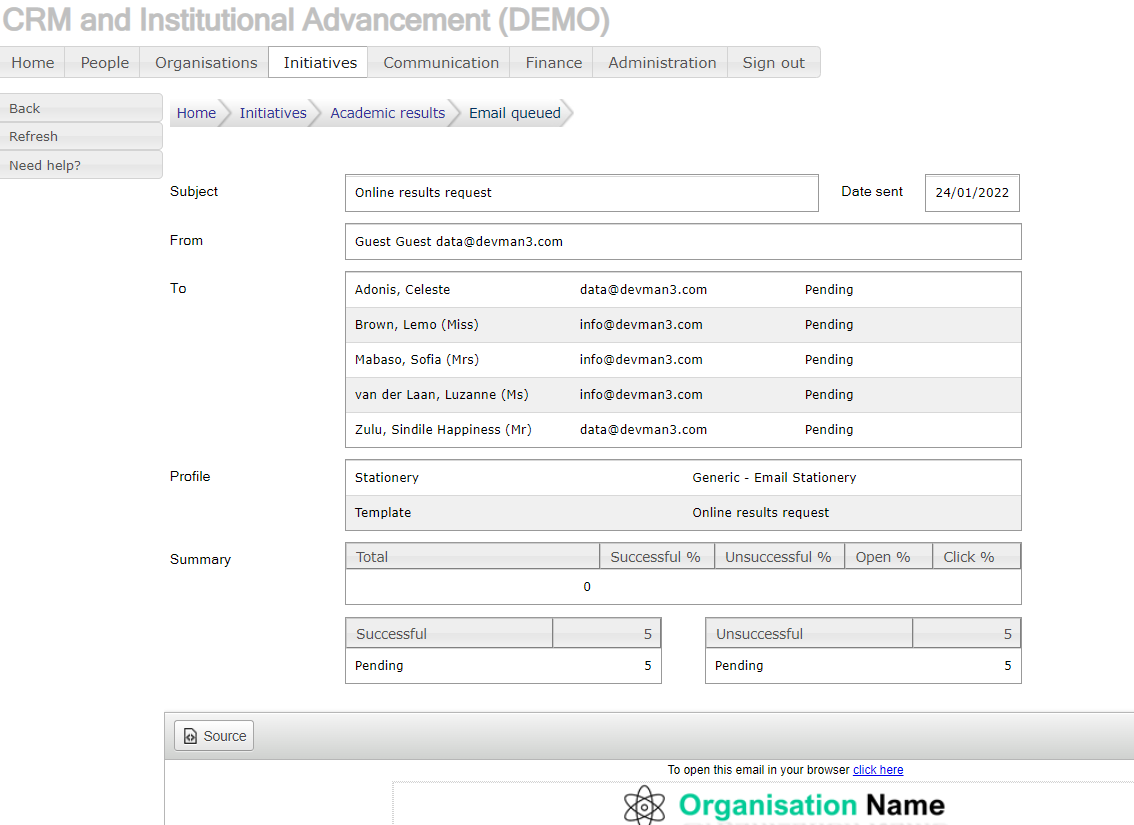 CRM and Institutional Advancement (DEMO)
Home People Organisations Initiatives Communication Finance Administration Sign out
Back
Refresh
Need help?
Home Initiatives Academic results Email queued
Subject Online results request Date sent 24/01/2022
From Guest Guest data@devman3.com
To Adonis, Celeste data@devman3.com Pending
Brown, Lemo (Miss) info@devman3.com Pending
Mabaso, Sofia (Mrs) info@devman3.com Pending
van der Laan, Luzanne (Ms) info@devman3.com Pending
Zulu, Sindile Happiness (Mr) data@devman3.com Pending
Profile Stationery Generic - Email Stationery
Template Online results request
Summary Total Successful % Unsuccessful % Open % Click %
0
Successful 5 Unsuccessful 5
Pending 5 Pending 5
Source
To open this email in your browser click here
Organisation Name